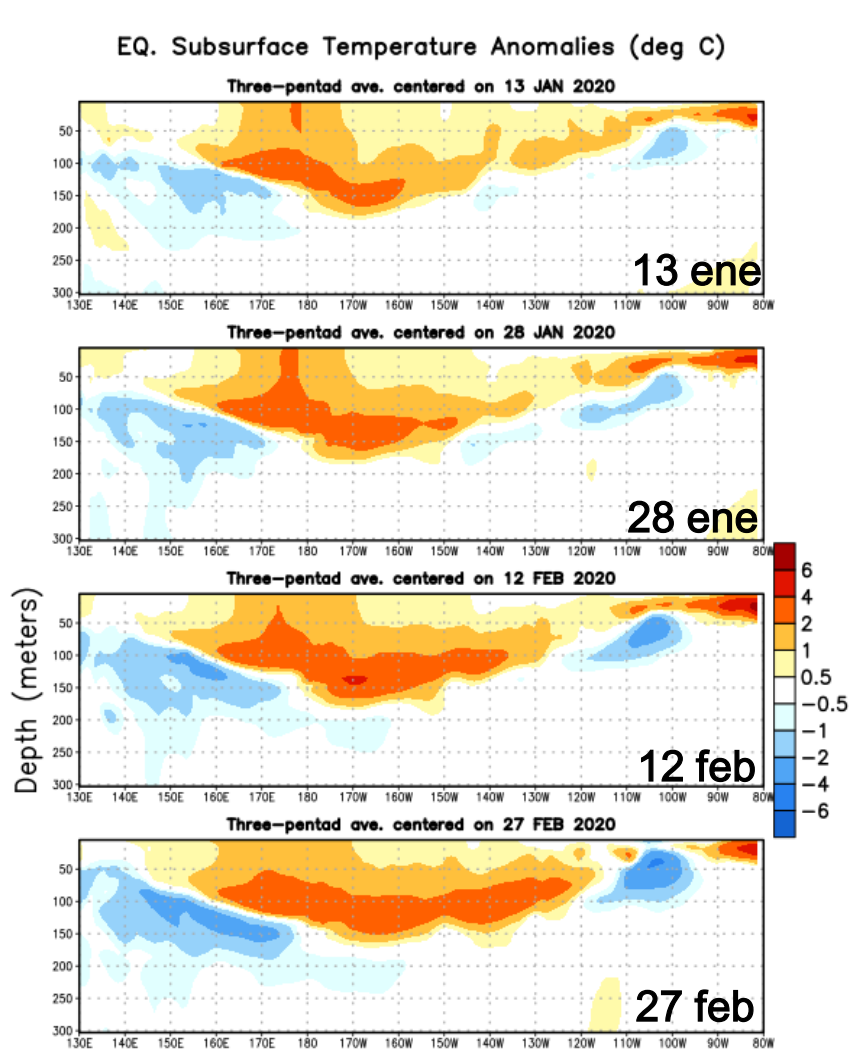 EQ. Subsurface Temperature Anomalies (deg C)
Three-pentad ave. centered on 13 JAN 2020
50
100
150
200
250
300
13 ene
130E 140E 150E 160E 170E 180 170W 160W 150W 140W 130W 120W 110W 100W 90W 80W
Three-pentad ave. centered on 28 JAN 2020
50
100
150
200
250
300
28 ene
130E 140E 150E 160E 170E 180 170W 160W 150W 140W 130W 120W 110W 100W 90W 80W
Three-pentad ave. centered on 12 FEB 2020
50
100
150
200
250
300
12 feb
130E 140E 150E 160E 170E 180 170W 160W 150W 140W 130W 120W 110W 100W 90W 80W
Three-pentad ave. centered on 27 FEB 2020
50
100
150
200
250
300
27 feb
130E 140E 150E 160E 170E 180 170W 160W 150W 140W 130W 120W 110W 100W 90W 80W
Depth (meters)
6
4
2
1
0.5
−0.5
−1
−2
−4
−6